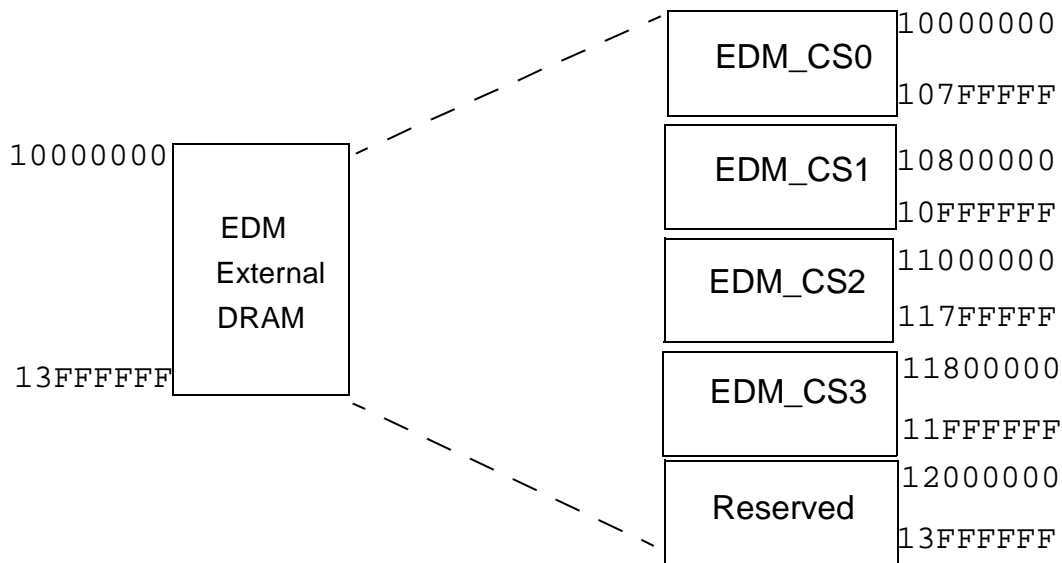 10000000
EDM
External
DRAM
13FFFFFF
EDM_CS0
10000000
107FFFFF
EDM_CS1
10800000
10FFFFFF
EDM_CS2
11000000
117FFFFF
EDM_CS3
11800000
11FFFFFF
Reserved
12000000
13FFFFFF